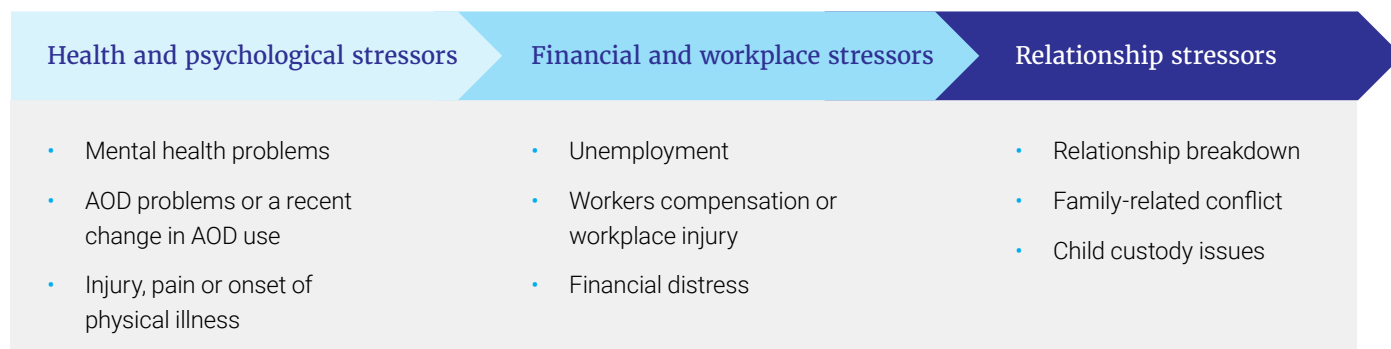 Health and psychological stressors
• Mental health problems
• AOD problems or a recent
change in AOD use
• Injury, pain or onset of
physical illness
Financial and workplace stressors
• Unemployment
• Workers compensation or
workplace injury
• Financial distress
Relationship stressors
• Relationship breakdown
• Family-related conflict
• Child custody issues